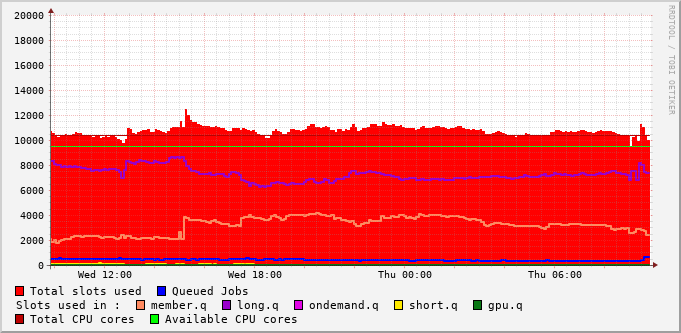 20000
18000
16000
14000
12000
10000
8000
6000
4000
2000
0
Wed 12:00 Wed 18:00 Thu 00:00 Thu 06:00
RRDTOOL / TOBI OETIKER
Total slots used Queued Jobs
Slots used in : member.q long.q ondemand.q short.q gpu.q
Total CPU cores Available CPU cores